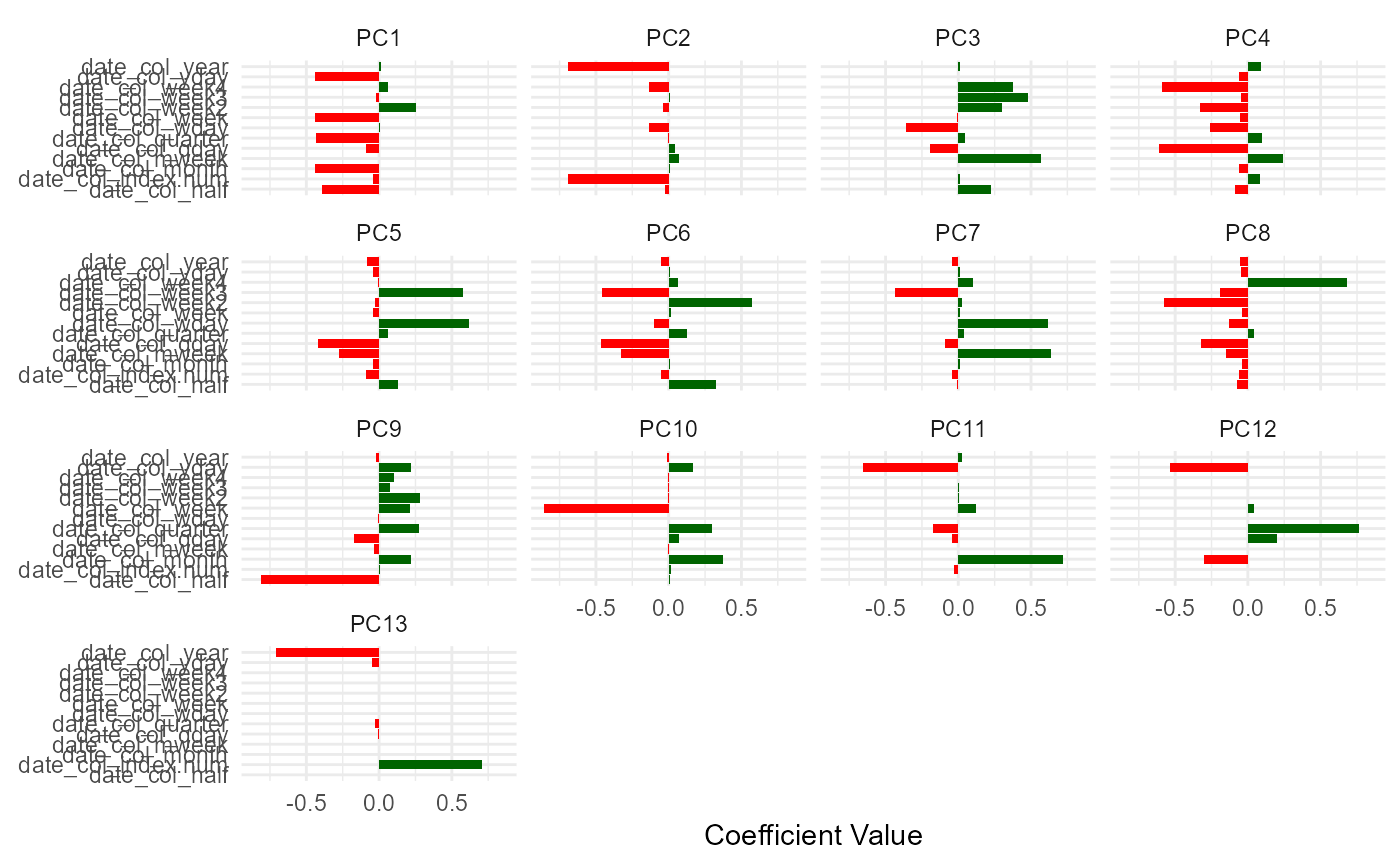 PC1 PC2 PC3 PC4
date_col_year
date_col_yday
date_col_week4
date_col_week3
date_col_week2
date_col_week
date_col_wday
date_col_quarter
date_col_qday
date_col_mweek
date_col_month
date_col_index.num
date_col_half
PC5 PC6 PC7 PC8
date_col_year
date_col_yday
date_col_week4
date_col_week3
date_col_week2
date_col_week
date_col_wday
date_col_quarter
date_col_qday
date_col_mweek
date_col_month
date_col_index.num
date_col_half
PC9 PC10 PC11 PC12
date_col_year
date_col_yday
date_col_week4
date_col_week3
date_col_week2
date_col_week
date_col_wday
date_col_quarter
date_col_qday
date_col_mweek
date_col_month
date_col_index.num
date_col_half
-0.5 0.0 0.5 -0.5 0.0 0.5 -0.5 0.0 0.5
PC13
date_col_year
date_col_yday
date_col_week4
date_col_week3
date_col_week2
date_col_week
date_col_wday
date_col_quarter
date_col_qday
date_col_mweek
date_col_month
date_col_index.num
date_col_half
-0.5 0.0 0.5
Coefficient Value